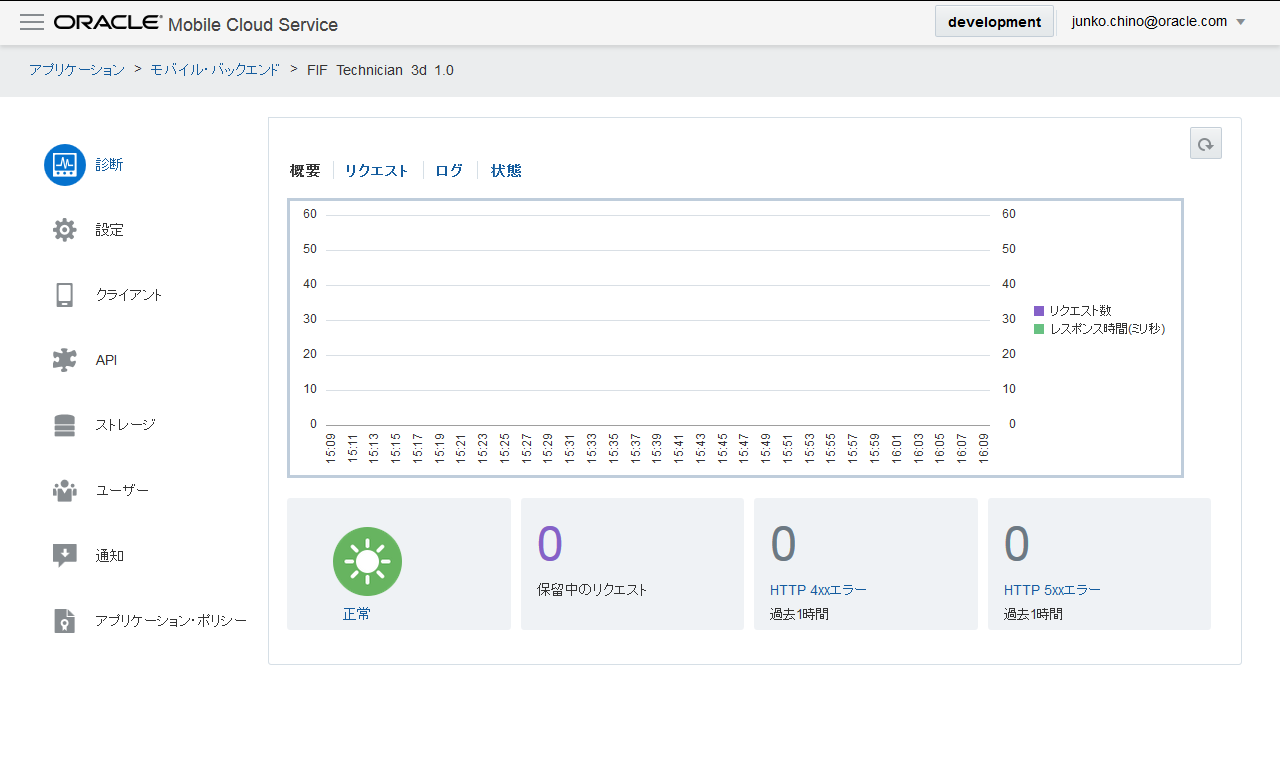 ORACLE® Mobile Cloud Service development junko.chino@oracle.com
アプリケーション > モバイル・バックエンド > FIF Technician 3d 1.0
診断
設定
クライアント
API
ストレージ
ユーザー
通知
アプリケーション・ポリシー
概要 リクエスト ログ 状態
60 60
50 50
40 40
30 30
20 20
10 10
0 0
15:09 15:11 15:13 15:15 15:17 15:19 15:21 15:23 15:25 15:27 15:29 15:31 15:33 15:35 15:37 15:39 15:41 15:43 15:45 15:47 15:49 15:51 15:53 15:55 15:57 15:59 16:01 16:03 16:05 16:07 16:09
リクエスト数
レスポンス時間(ミリ秒)
正常
0
保留中のリクエスト
0
HTTP 4xxエラー
過去1時間
0
HTTP 5xxエラー
過去1時間